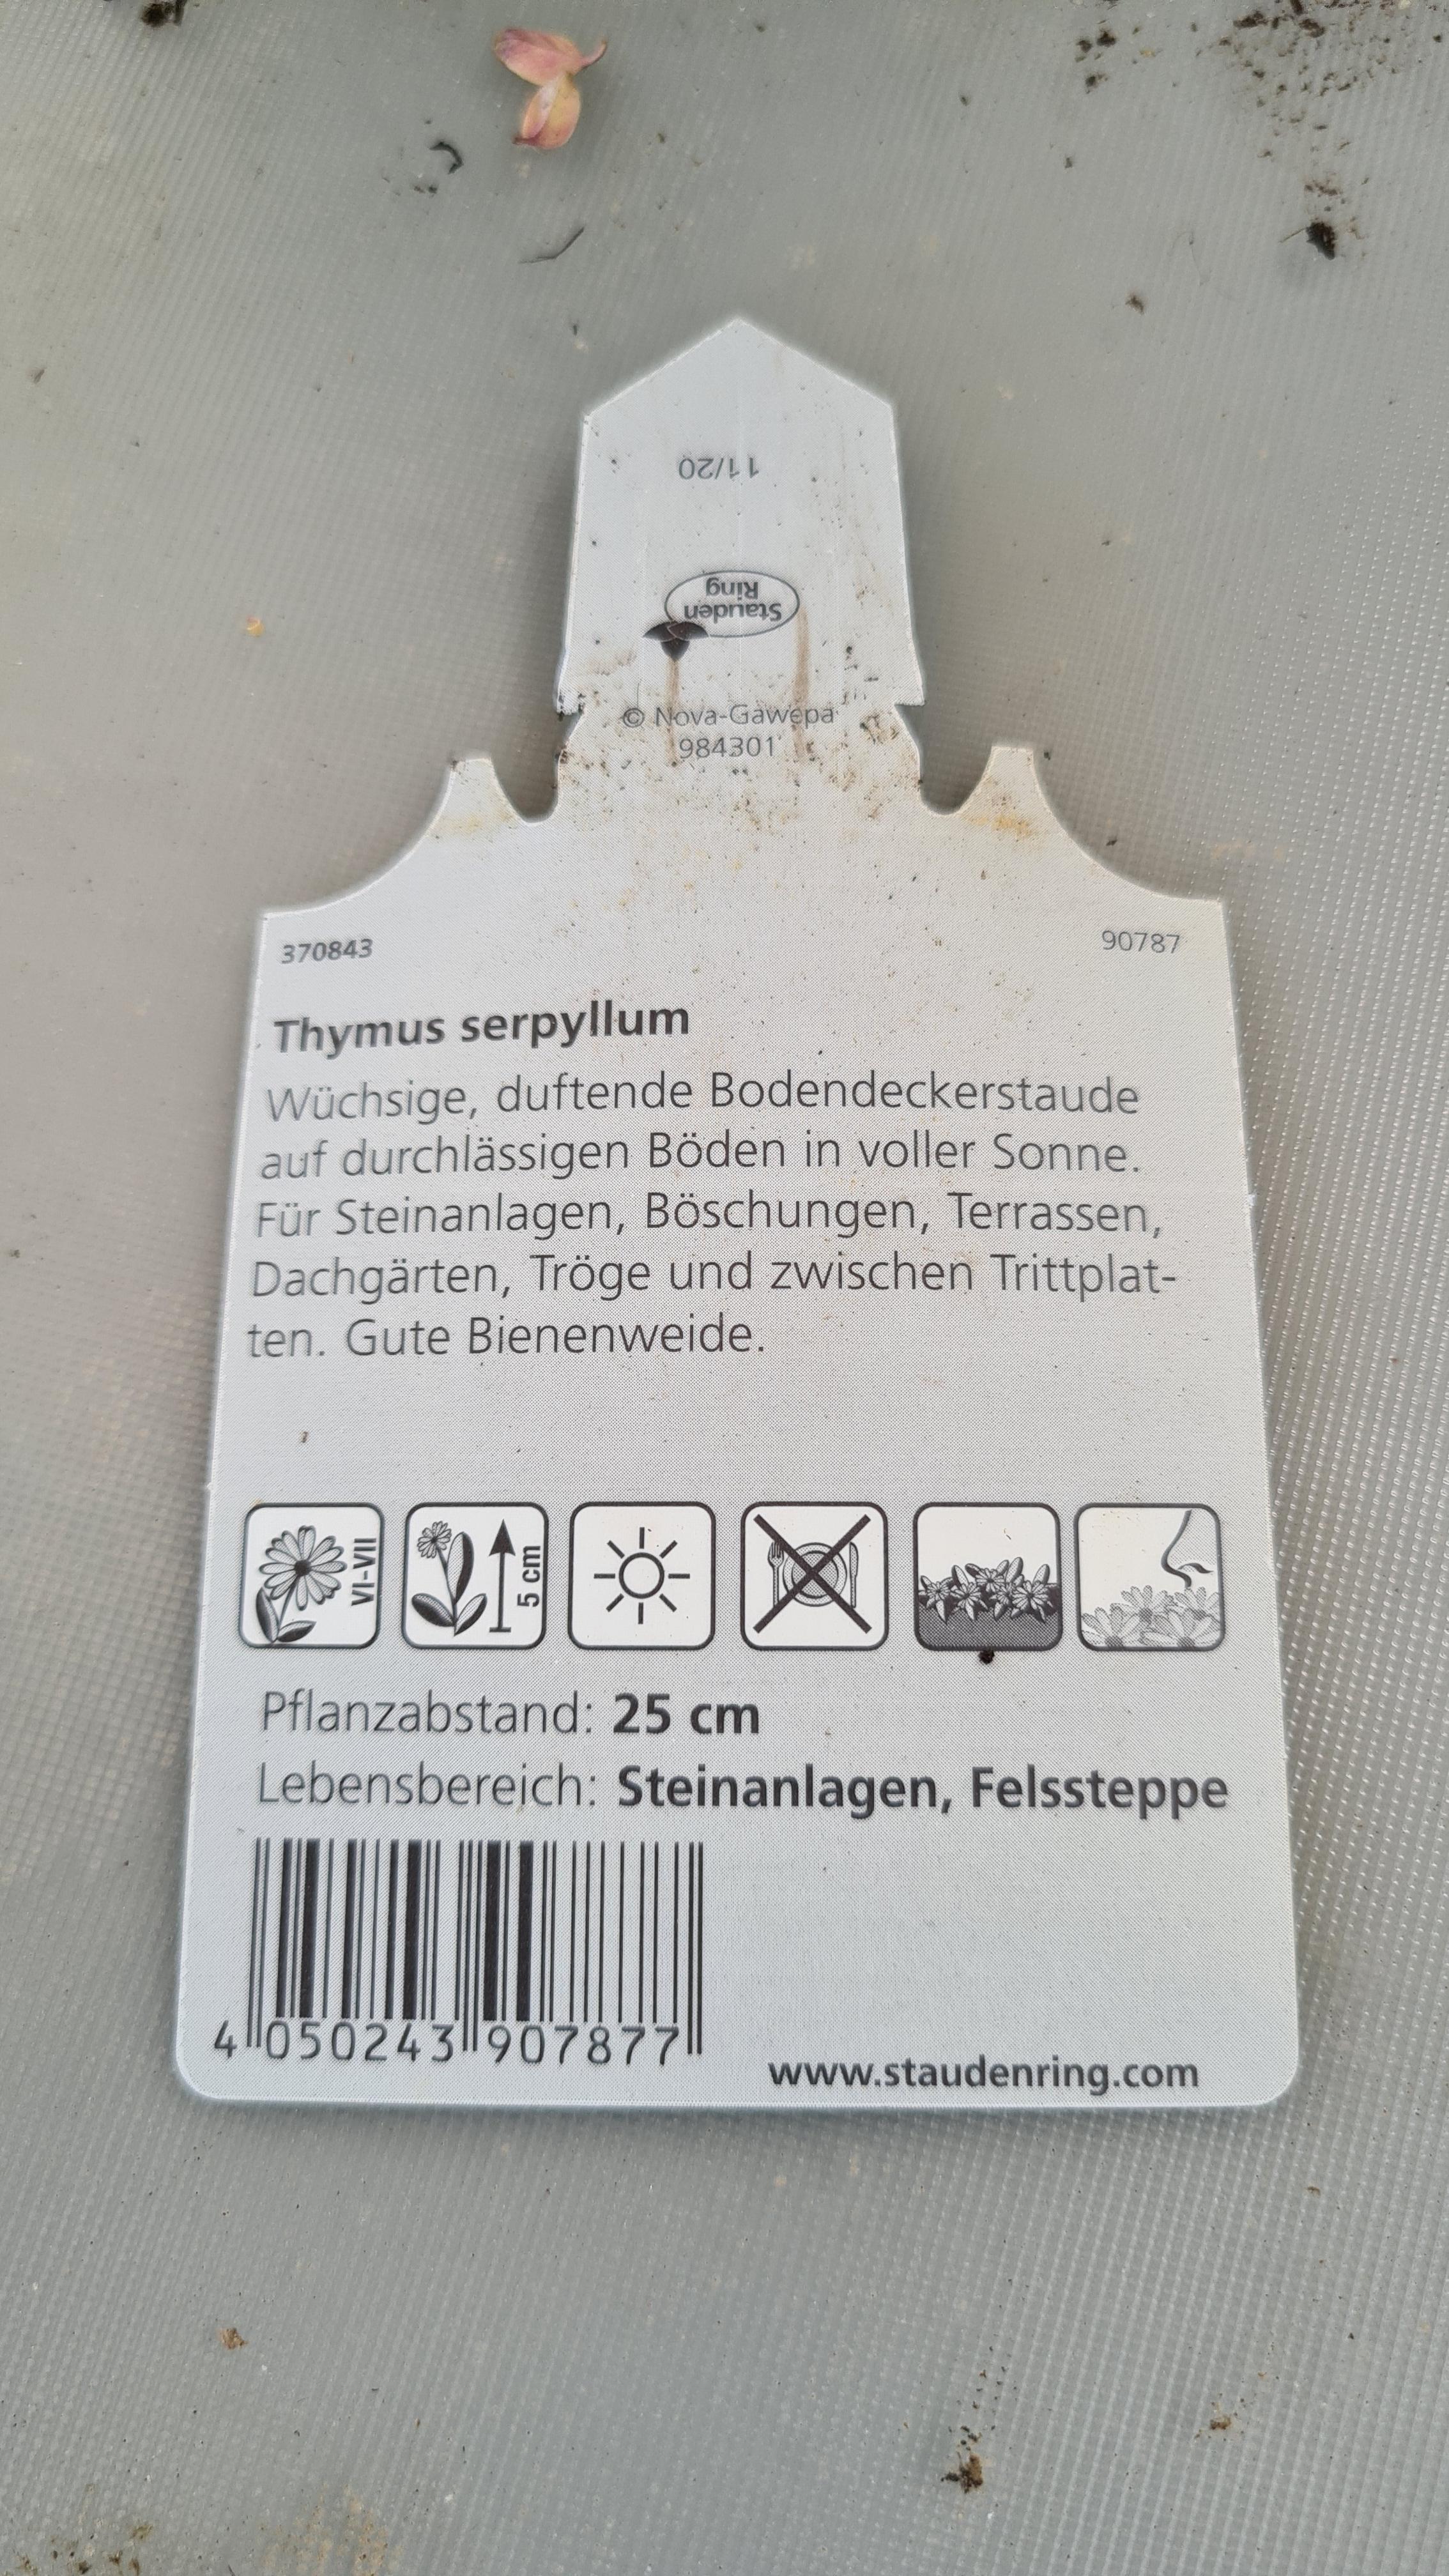 11/20
Stauden
Ring
© Nova-Gawepa
984301
370843
90787
Thymus serpyllum
Wüchsige, duftende Bodendeckerstaude
auf durchlässigen Böden in voller Sonne.
Für Steinanlagen, Böschungen, Terrassen,
Dachgärten, Tröge und zwischen Trittplat-
ten. Gute Bienenweide.
VI-VII
5 cm
Pflanzabstand: 25 cm
Lebensbereich: Steinanlagen, Felssteppe
4 050243 907877
www.staudenring.com